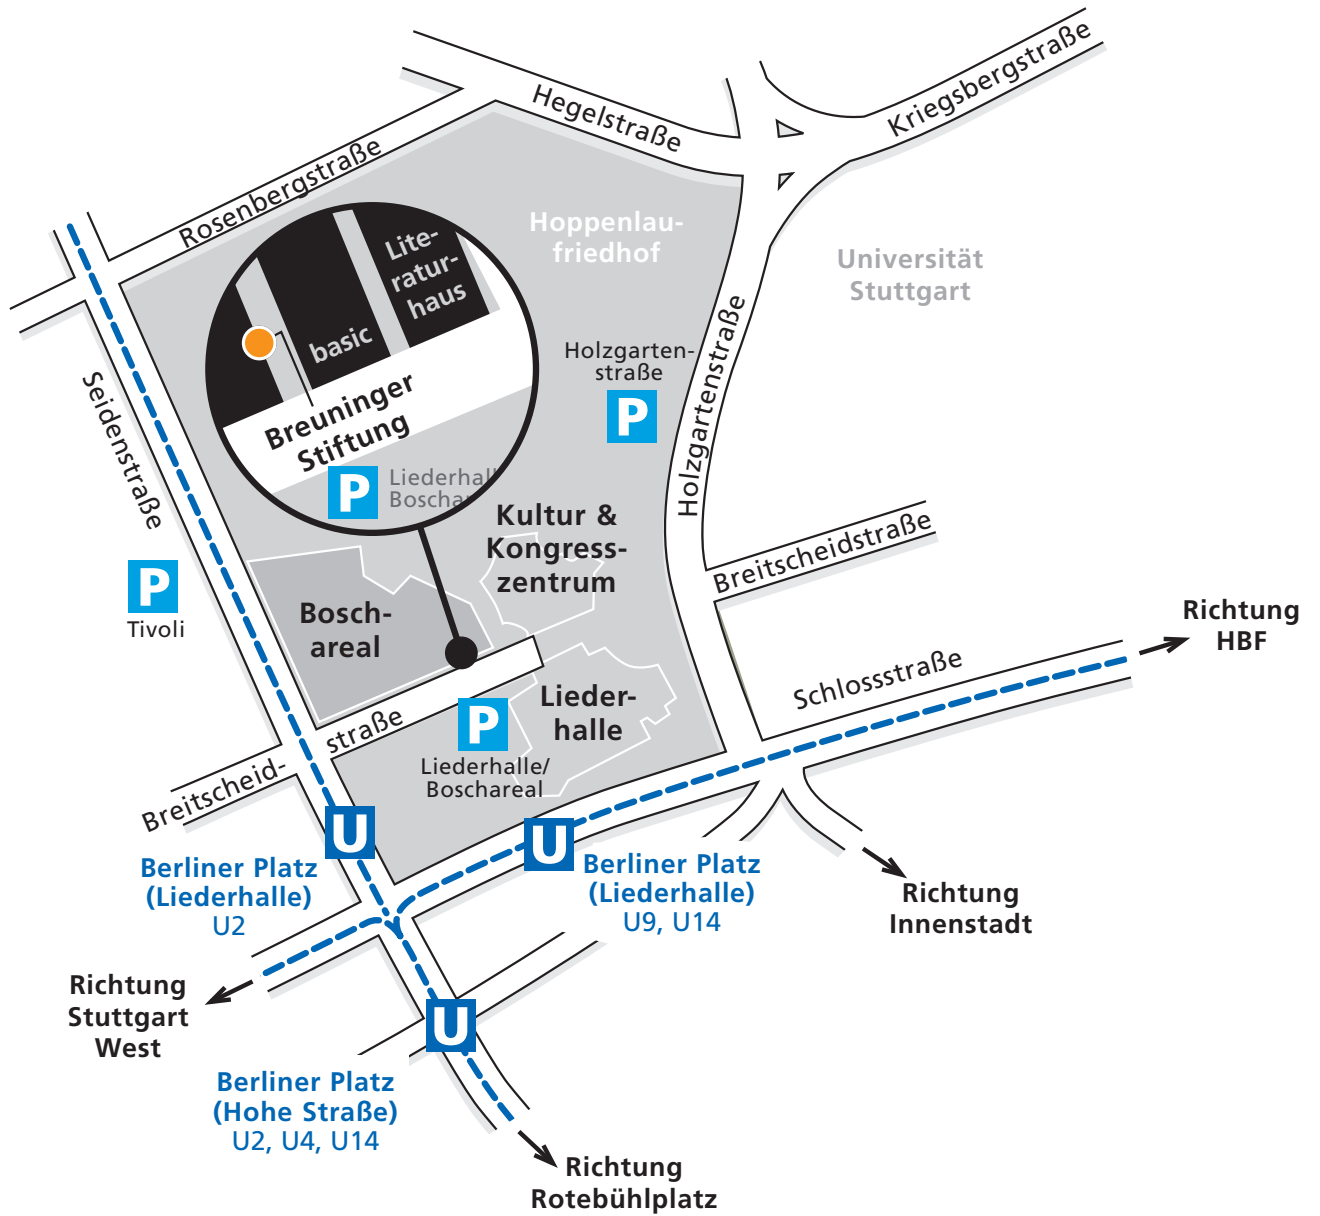 Kriegsbergstraße
Hegelstraße
Rosenbergstraße
Hoppenlau-
friedhof
Universität
Stuttgart
Lite-
ratur-
haus
basic
Breuninger
Stiftung
P
Liederhal
Boscha
Holzgarten-
straße
P
Holzgartenstraße
Seidenstraße
Kultur &
Kongress-
zentrum
Breitscheidstraße
P
Tivoli
Bosch-
areal
Richtung
HBF
Schlossstraße
Lieder-
halle
P
Liederhalle/
Boschareal
Breitscheid-
straße
U
Berliner Platz
(Liederhalle)
U2
U
Berliner Platz
(Liederhalle)
U9, U14
Richtung
Innenstadt
Richtung
Stuttgart
West
U
Berliner Platz
(Hohe Straße)
U2, U4, U14
Richtung
Rotebühlplatz